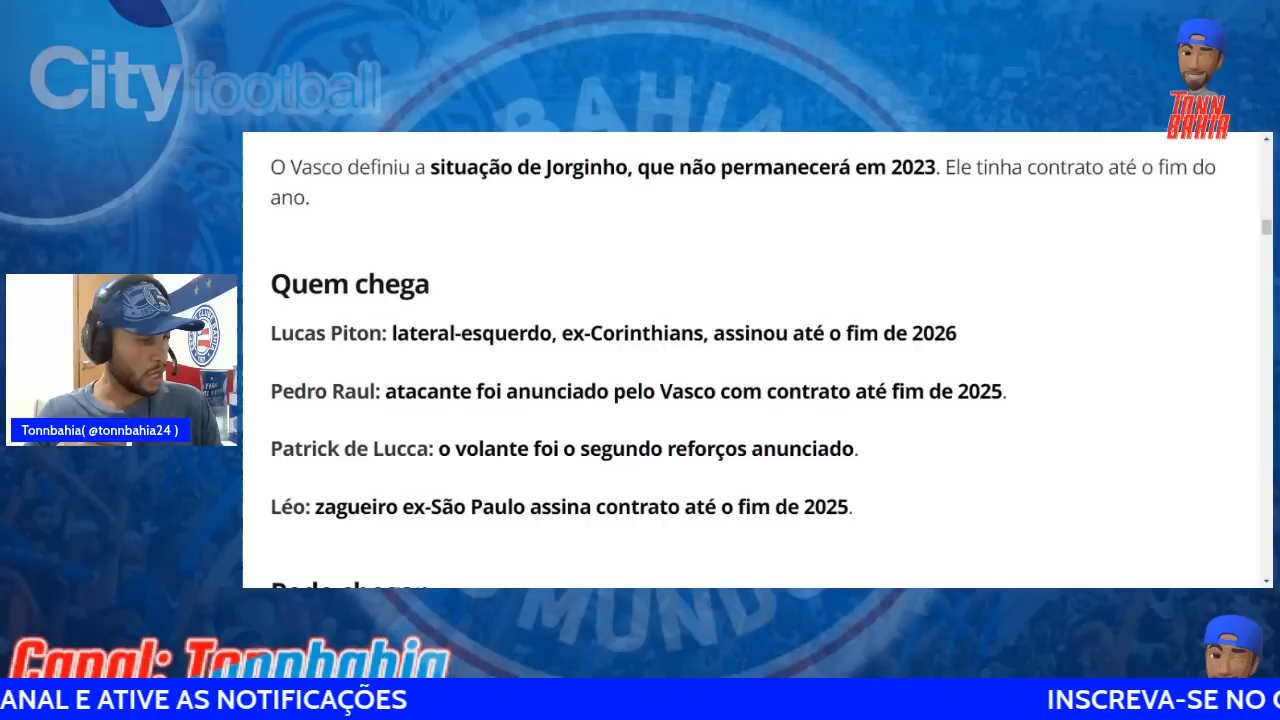 City football
TONN
BAHIA
BAHIA
O Vasco definiu a situação de Jorginho, que não permanecerá em 2023. Ele tinha contrato até o fim do
ano.
Quem chega
Lucas Piton: lateral-esquerdo, ex-Corinthians, assinou até o fim de 2026
Pedro Raul: atacante foi anunciado pelo Vasco com contrato até fim de 2025.
Patrick de Lucca: o volante foi o segundo reforços anunciado.
Léo: zagueiro ex-São Paulo assina contrato até o fim de 2025.
Pode chegar
Tonnbahia( @tonnbahia24 )
MUNDO
Canal: Tonnbahia
ANAL E ATIVE AS NOTIFICAÇÕES
INSCREVA-SE NO